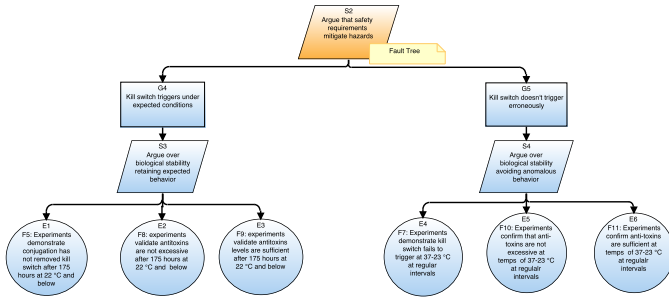 S2
Argue that safety
requirements
mitigate hazards
Fault Tree
G4
Kill switch triggers under
expected conditions
G5
Kill switch doesn't trigger
erroneously
S3
Argue over
biological stabilitity
retaining expected
behavior
S4
Argue over
biological stability
avoiding anomalous
behavior
E1
F5: Experiments
demonstrate
conjugation has
not removed kill
switch after 175
hours at 22 °C and
below
E2
F8: experiments
validate antitoxins
are not excessive
after 175 hours at
22 °C and below
E3
F9: experiments
validate antitoxins
levels are sufficient
after 175 hours at
22 °C and below
E4
F7: Experiments
demonstrate kill
switch fails to
trigger at 37-23 °C
at regular
intervals
E5
F10: Experiments
confirm that anti-
toxins are not
excessive at
temps of 37-23 °C
at regulalr
intervals
E6
F11: Experiments
confirm anti-toxins
are sufficient at
temps of 37-23 °C
at regulalr intervals